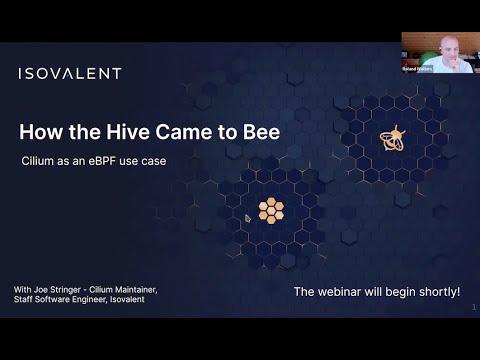 ISOVALENT
How the Hive Came to Bee
Cilium as an eBPF use case
With Joe Stringer - Cilium Maintainer,
Staff Software Engineer, Isovalent
The webinar will begin shortly!
1
Roland Wolters